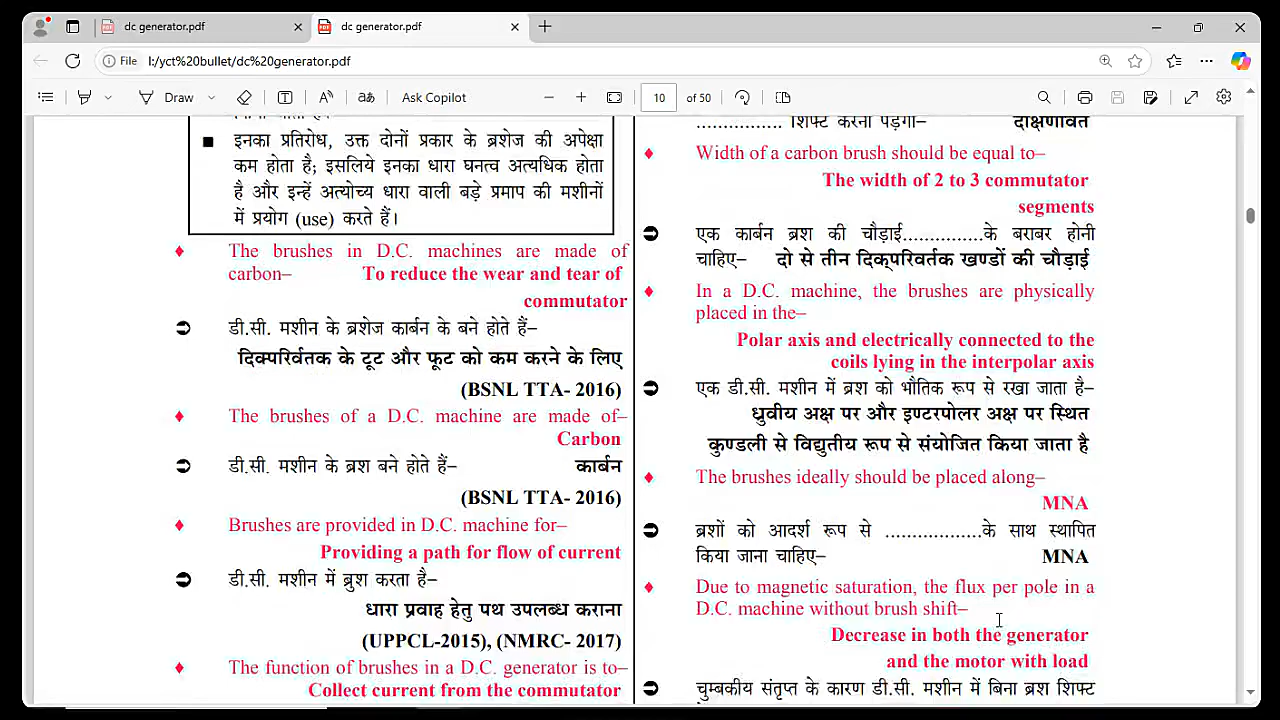 dc generator.pdf
dc generator.pdf
File
I:/yct%20bullet/dc%20generator.pdf
Draw
Ask Copilot
10
of 50
■ इनका प्रतिरोध, उक्त दोनों प्रकार के ब्रशेज की अपेक्षा
कम होता है; इसलिये इनका धारा घनत्व अत्यधिक होता
है और इन्हें अत्योच्य धारा वाली बड़े प्रमाप की मशीनों
में प्रयोग (use) करते हैं।
♦ The brushes in D.C. machines are made of
carbon– To reduce the wear and tear of
commutator
➲ डी.सी. मशीन के ब्रशेज कार्बन के बने होते हैं–
दिक्परिर्वतक के टूट और फूट को कम करने के लिए
(BSNL TTA- 2016)
♦ The brushes of a D.C. machine are made of–
Carbon
➲ डी.सी. मशीन के ब्रश बने होते हैं– कार्बन
(BSNL TTA- 2016)
♦ Brushes are provided in D.C. machine for–
Providing a path for flow of current
➲ डी.सी. मशीन में ब्रुश करता है–
धारा प्रवाह हेतु पथ उपलब्ध कराना
(UPPCL-2015), (NMRC- 2017)
♦ The function of brushes in a D.C. generator is to–
Collect current from the commutator
................ शिफ्ट करना पड़ेगा– दक्षिणावर्त
♦ Width of a carbon brush should be equal to–
The width of 2 to 3 commutator
segments
➲ एक कार्बन ब्रश की चौड़ाई...............के बराबर होनी
चाहिए– दो से तीन दिक्परिवर्तक खण्डों की चौड़ाई
♦ In a D.C. machine, the brushes are physically
placed in the–
Polar axis and electrically connected to the
coils lying in the interpolar axis
➲ एक डी.सी. मशीन में ब्रश को भौतिक रूप से रखा जाता है–
ध्रुवीय अक्ष पर और इण्टरपोलर अक्ष पर स्थित
कुण्डली से विद्युतीय रूप से संयोजित किया जाता है
♦ The brushes ideally should be placed along–
MNA
➲ ब्रशों को आदर्श रूप से ..................के साथ स्थापित
किया जाना चाहिए– MNA
♦ Due to magnetic saturation, the flux per pole in a
D.C. machine without brush shift–
Decrease in both the generator
and the motor with load
➲ चुम्बकीय संतृप्त के कारण डी.सी. मशीन में बिना ब्रश शिफ्ट